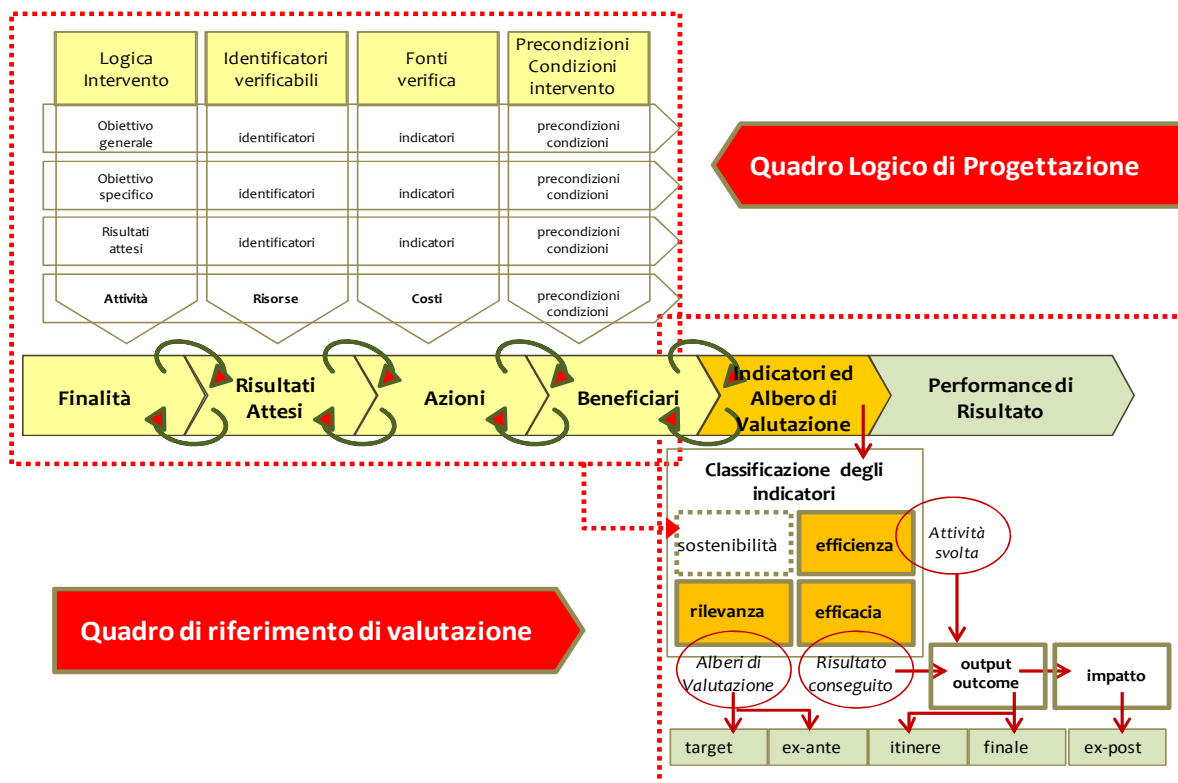 Logica
Intervento
Identificatori
verificabili
Fonti
verifica
Precondizioni
Condizioni
intervento
Obiettivo
generale
identificatori
indicatori
precondizioni
condizioni
Obiettivo
specifico
identificatori
indicatori
precondizioni
condizioni
Risultati
attesi
identificatori
indicatori
precondizioni
condizioni
Attività
Risorse
Costi
precondizioni
condizioni
Quadro Logico di Progettazione
Finalità
Risultati
Attesi
Azioni
Beneficiari
Indicatori ed
Albero di
Valutazione
Performance di
Risultato
Classificazione degli
indicatori
sostenibilità
efficienza
Attività
svolta
rilevanza
efficacia
Quadro di riferimento di valutazione
Alberi di
Valutazione
Risultato
conseguito
output
outcome
impatto
target
ex-ante
itinere
finale
ex-post